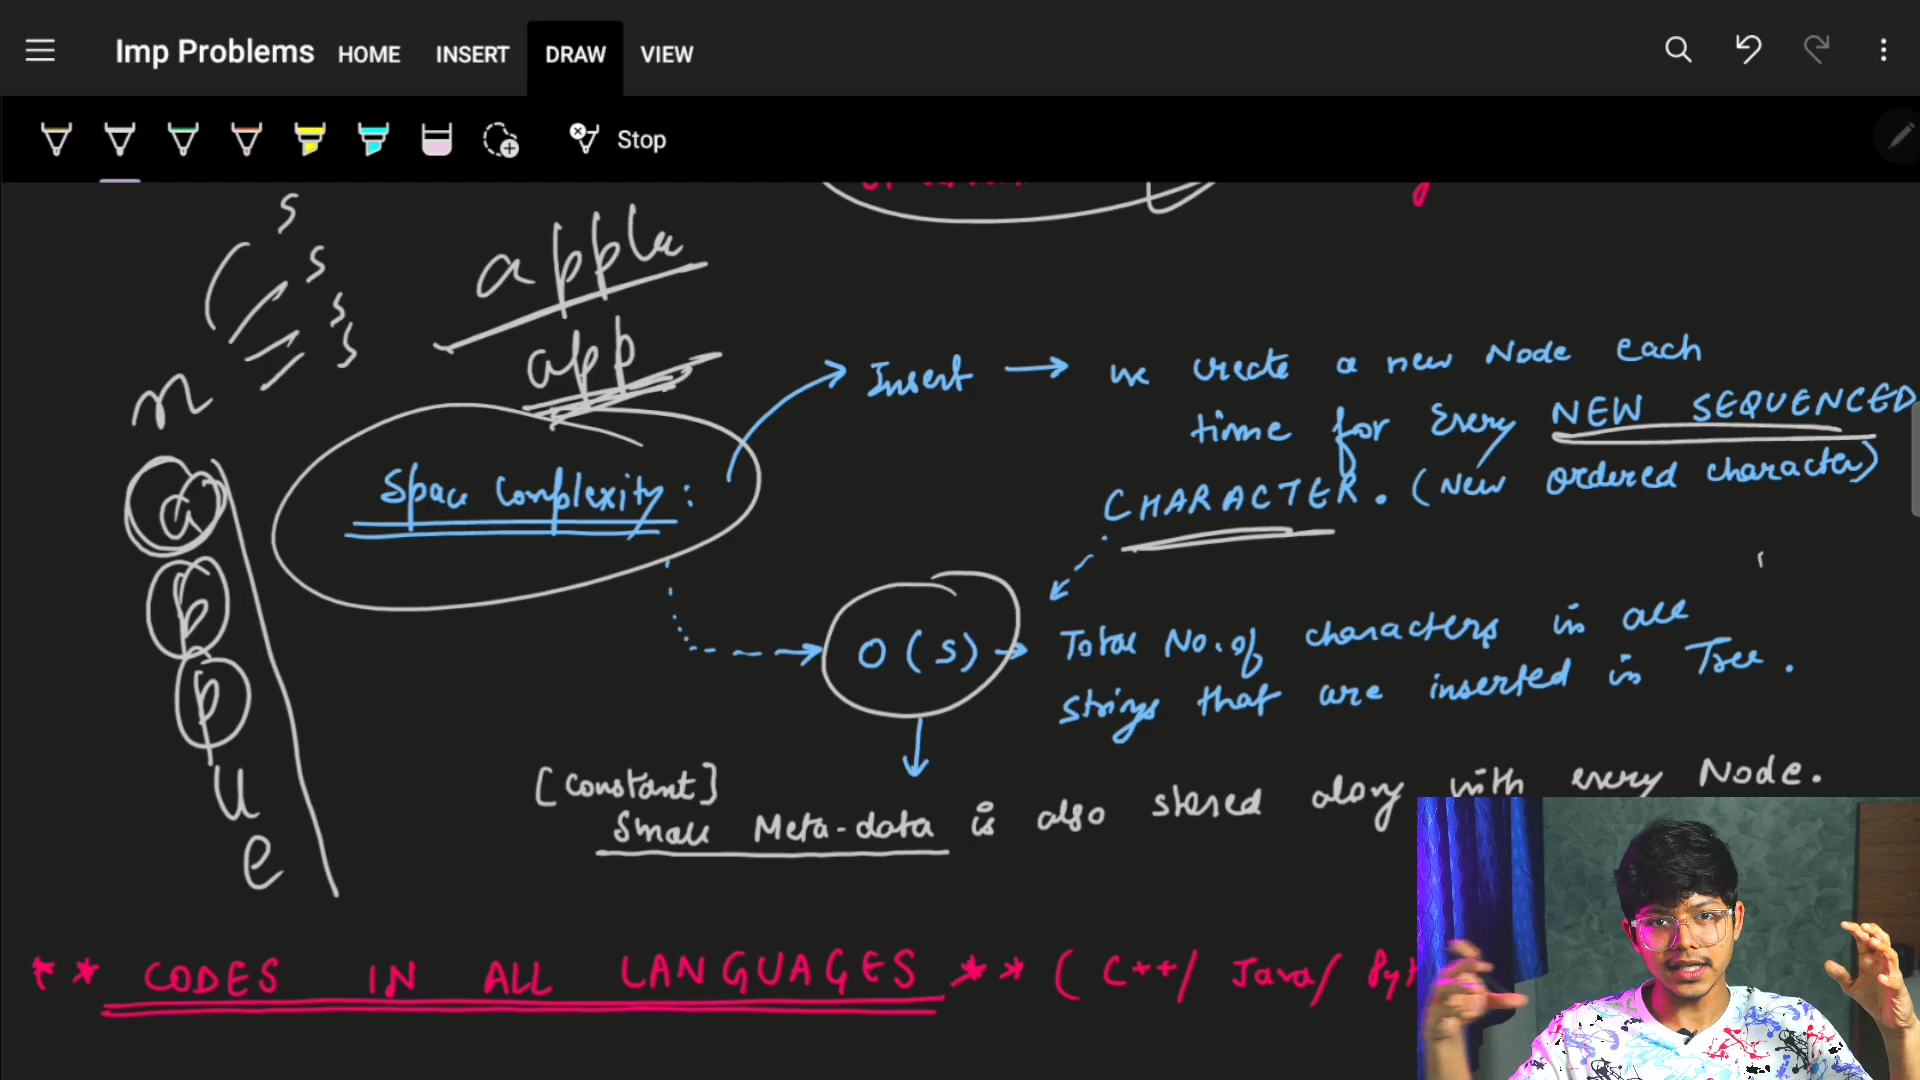 Imp Problems HOME INSERT DRAW VIEW
Stop
s
s
s
s
apple
app
n
a
p
p
l
e
Space Complexity :
Insert → we create a new Node each
time for Every NEW SEQUENCED
CHARACTER. (New ordered character)
O(S) → Total No. of characters in all
strings that are inserted in Tree.
[Constant]
Small Meta-data is also stored along with every Node.
** CODES IN ALL LANGUAGES ** ( C++/ Java/ Pyt